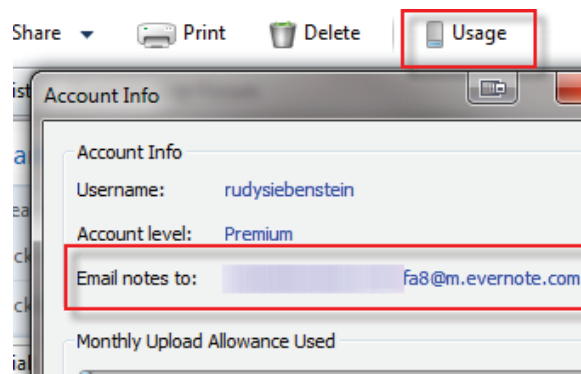 Share Print Delete Usage
Account Info
Account Info
Username: rudysiebenstein
Account level: Premium
Email notes to: fa8@m.evernote.com
Monthly Upload Allowance Used